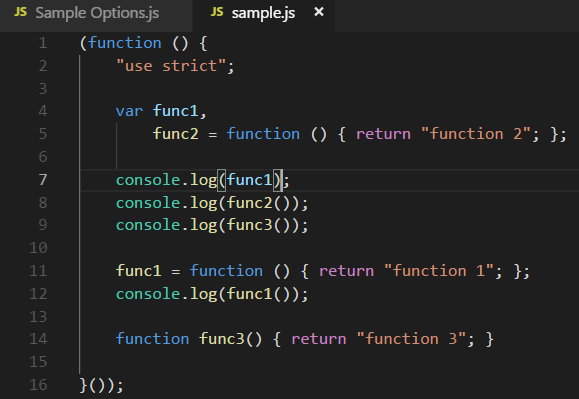 JS Sample Options.js JS sample.js ×
1 (function () {
2 "use strict";
3
4 var func1,
5 func2 = function () { return "function 2"; };
6
7 console.log(func1);
8 console.log(func2());
9 console.log(func3());
10
11 func1 = function () { return "function 1"; };
12 console.log(func1());
13
14 function func3() { return "function 3"; }
15
16 }());